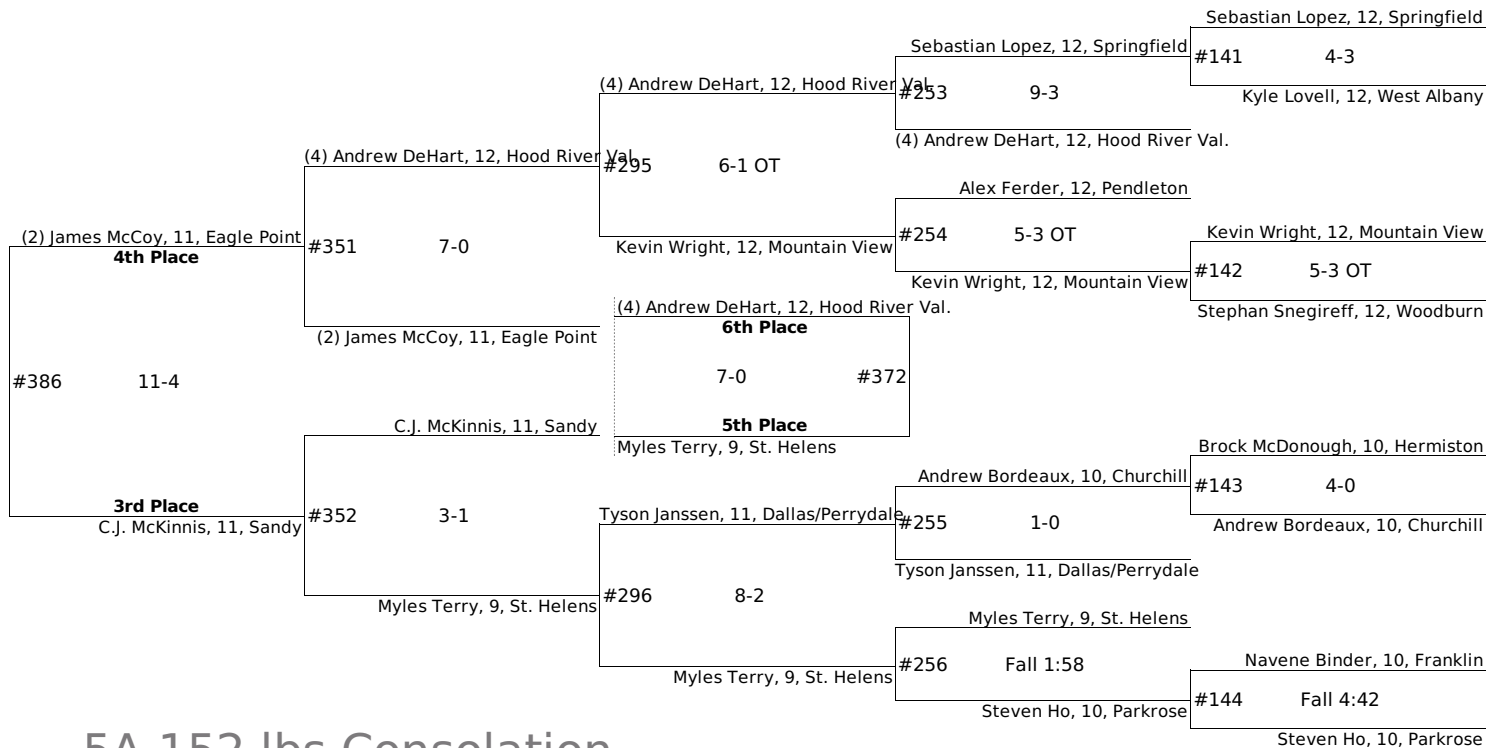 Sebastian Lopez, 12, Springfield
#141 4-3
Kyle Lovell, 12, West Albany
Sebastian Lopez, 12, Springfield
#253 9-3
(4) Andrew DeHart, 12, Hood River Val.
(4) Andrew DeHart, 12, Hood River Val.
#295 6-1 OT
Kevin Wright, 12, Mountain View
Alex Ferder, 12, Pendleton
#254 5-3 OT
Kevin Wright, 12, Mountain View
Kevin Wright, 12, Mountain View
#142 5-3 OT
Stephan Snegireff, 12, Woodburn
(4) Andrew DeHart, 12, Hood River Val.
#351 7-0
(2) James McCoy, 11, Eagle Point
(2) James McCoy, 11, Eagle Point
4th Place
#386 11-4
3rd Place
C.J. McKinnis, 11, Sandy
(4) Andrew DeHart, 12, Hood River Val.
6th Place
7-0 #372
5th Place
Myles Terry, 9, St. Helens
C.J. McKinnis, 11, Sandy
#352 3-1
Myles Terry, 9, St. Helens
Tyson Janssen, 11, Dallas/Perrydale
#296 8-2
Myles Terry, 9, St. Helens
Andrew Bordeaux, 10, Churchill
#255 1-0
Tyson Janssen, 11, Dallas/Perrydale
Brock McDonough, 10, Hermiston
#143 4-0
Andrew Bordeaux, 10, Churchill
Myles Terry, 9, St. Helens
#256 Fall 1:58
Steven Ho, 10, Parkrose
Navene Binder, 10, Franklin
#144 Fall 4:42
Steven Ho, 10, Parkrose
5A 152 lbs Consolation